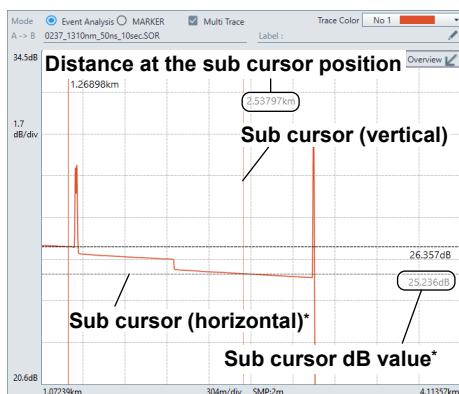 Mode Event Analysis MARKER Multi Trace Trace Color No 1
A -> B 0237_1310nm_50ns_10sec.SOR Label :
34.5dB Distance at the sub cursor position Overview
1.26898km
2.53797km
1.7
dB/div
Sub cursor (vertical)
26.357dB
25.236dB
Sub cursor (horizontal)*
Sub cursor dB value*
20.6dB
1.07239km 304m/div SMP:2m 4.11357km